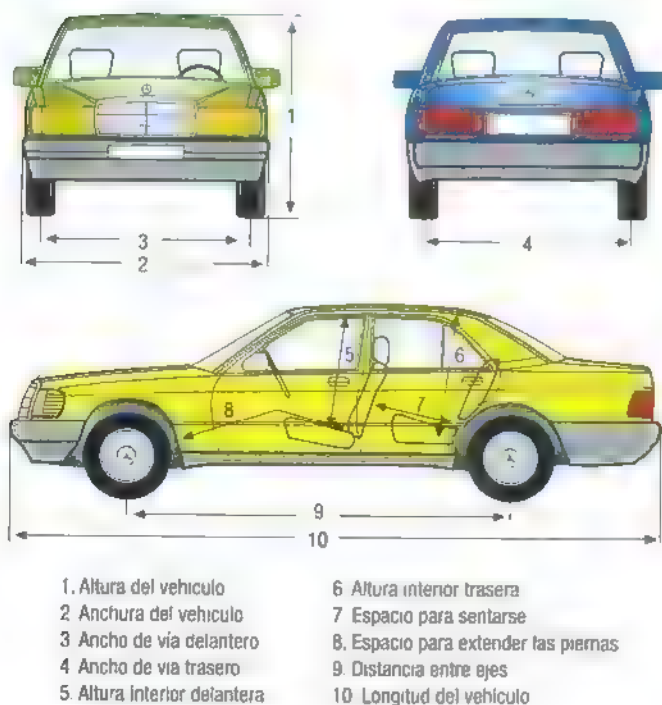 1
3
2
4
5
6
8
7
9
10
1. Altura del vehiculo
2 Anchura del vehiculo
3 Ancho de vía delantero
4 Ancho de via trasero
5. Altura interior delantera
6 Altura interior trasera
7 Espacio para sentarse
8. Espacio para extender las piernas
9. Distancia entre ejes
10 Longitud del vehículo